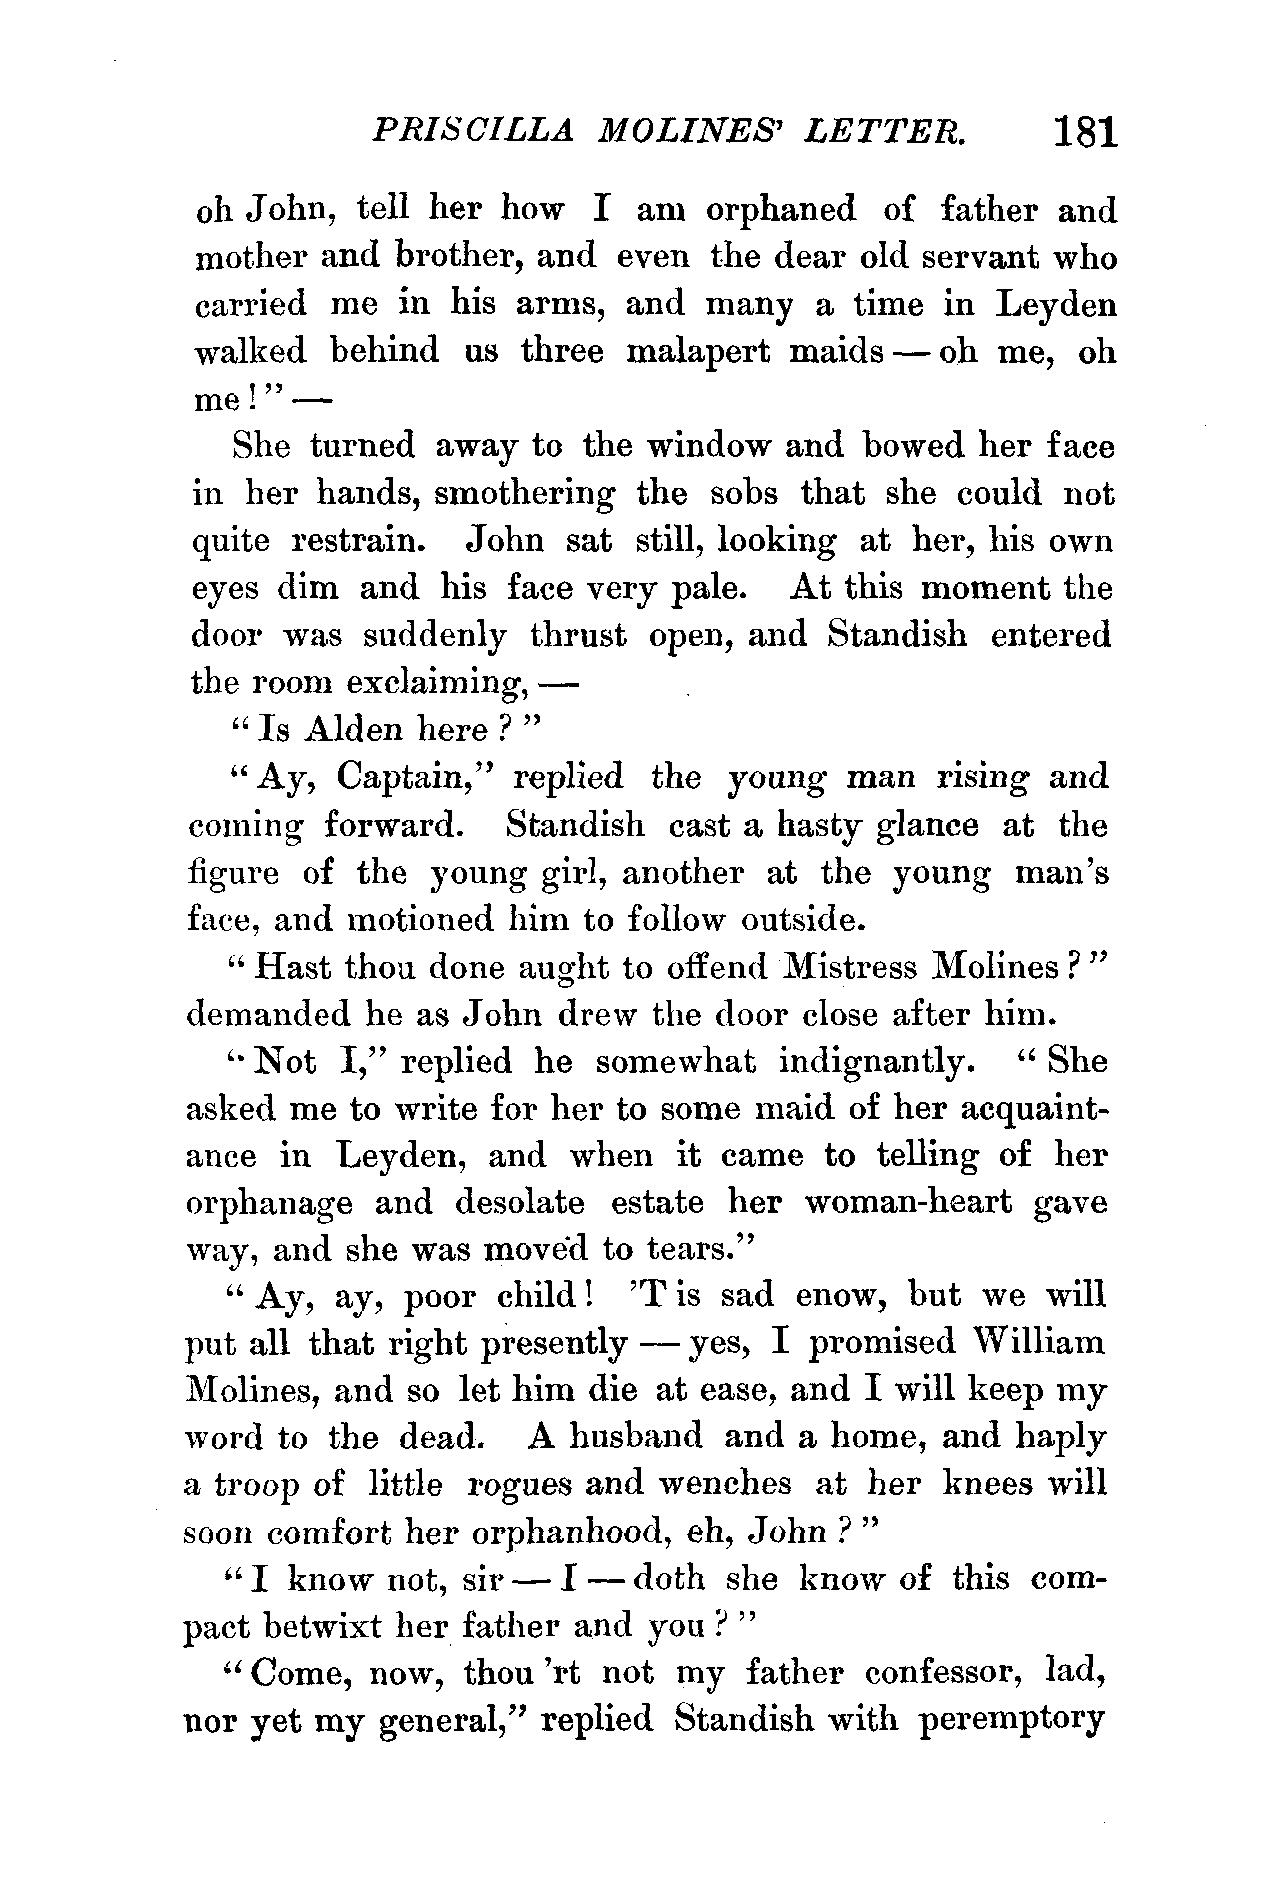 PRISCILLA MOLINES' LETTER. 181
oh John, tell her how I am orphaned of father and
mother and brother, and even the dear old servant who
carried me in his arms, and many a time in Leyden
walked behind us three malapert maids — oh me, oh
me!" —
She turned away to the window and bowed her face
in her hands, smothering the sobs that she could not
quite restrain. John sat still, looking at her, his own
eyes dim and his face very pale. At this moment the
door was suddenly thrust open, and Standish entered
the room exclaiming, —
"Is Alden here?"
"Ay, Captain," replied the young man rising and
coming forward. Standish cast a hasty glance at the
figure of the young girl, another at the young man's
face, and motioned him to follow outside.
"Hast thou done aught to offend Mistress Molines?"
demanded he as John drew the door close after him.
"Not I," replied he somewhat indignantly. "She
asked me to write for her to some maid of her acquaint-
ance in Leyden, and when it came to telling of her
orphanage and desolate estate her woman-heart gave
way, and she was moved to tears."
"Ay, ay, poor child! 'T is sad enow, but we will
put all that right presently — yes, I promised William
Molines, and so let him die at ease, and I will keep my
word to the dead. A husband and a home, and haply
a troop of little rogues and wenches at her knees will
soon comfort her orphanhood, eh, John?"
"I know not, sir — I — doth she know of this com-
pact betwixt her father and you?"
"Come, now, thou 'rt not my father confessor, lad,
nor yet my general," replied Standish with peremptory